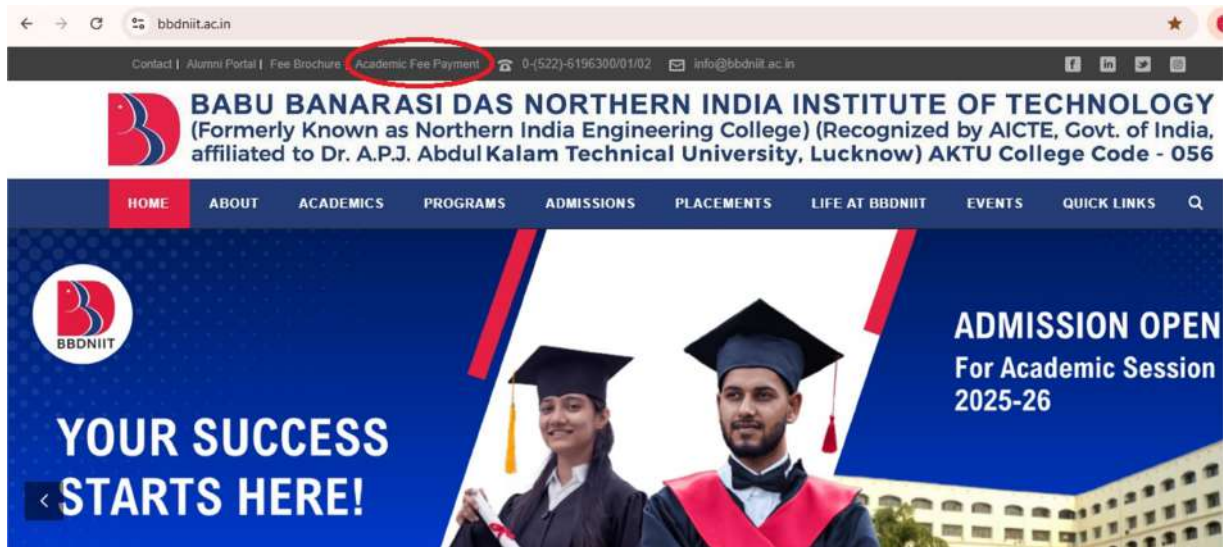 bbdniit.ac.in
Contact | Alumni Portal | Fee Brochure Academic Fee Payment 0-(522)-6196300/01/02 info@bbdniit.ac.in
BABU BANARASI DAS NORTHERN INDIA INSTITUTE OF TECHNOLOGY
(Formerly Known as Northern India Engineering College) (Recognized by AICTE, Govt. of India,
affiliated to Dr. A.P.J. Abdul Kalam Technical University, Lucknow) AKTU College Code - 056
HOME ABOUT ACADEMICS PROGRAMS ADMISSIONS PLACEMENTS LIFE AT BBDNIIT EVENTS QUICK LINKS
BBDNIIT
ADMISSION OPEN
For Academic Session
2025-26
YOUR SUCCESS
STARTS HERE!